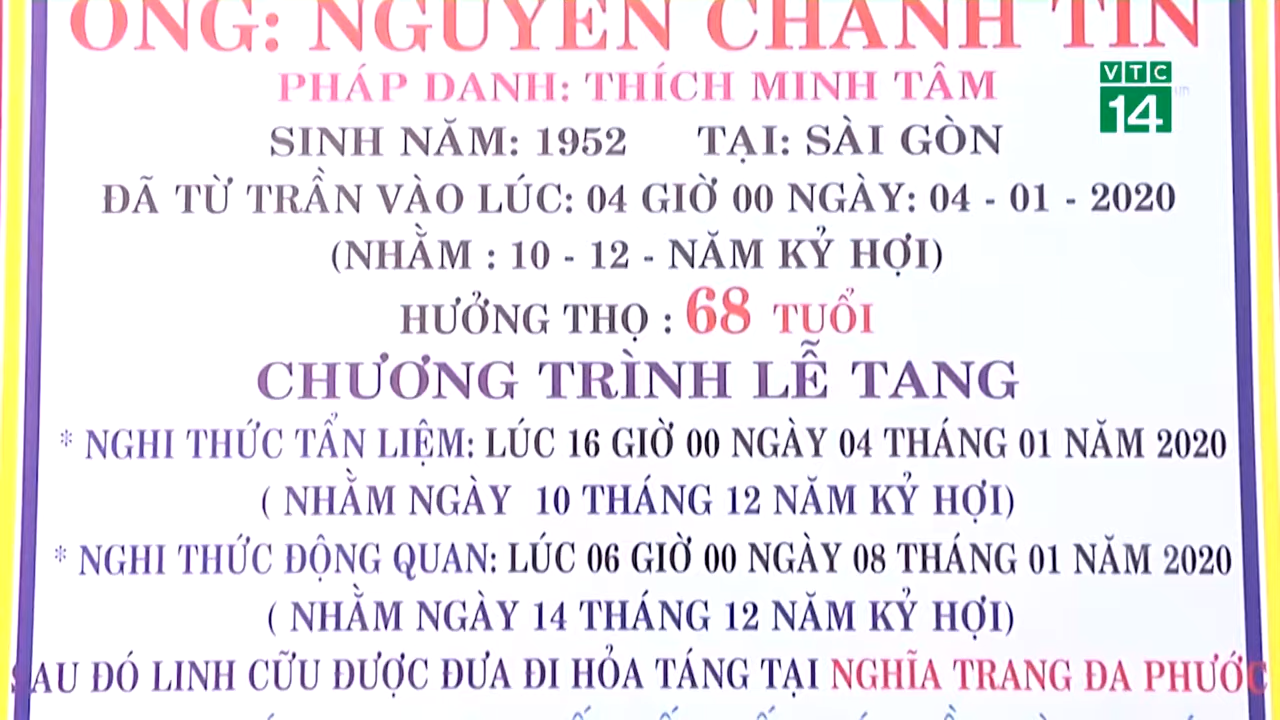 ÔNG: NGUYỄN CHÁNH TÍN
PHÁP DANH: THÍCH MINH TÂM
VTC
14
SINH NĂM: 1952 TẠI: SÀI GÒN
ĐÃ TỪ TRẦN VÀO LÚC: 04 GIỜ 00 NGÀY: 04 - 01 - 2020
(NHẰM : 10 - 12 - NĂM KỶ HỢI)
HƯỞNG THỌ : 68 TUỔI
CHƯƠNG TRÌNH LỄ TANG
* NGHI THỨC TẨN LIỆM: LÚC 16 GIỜ 00 NGÀY 04 THÁNG 01 NĂM 2020
( NHẰM NGÀY 10 THÁNG 12 NĂM KỶ HỢI)
* NGHI THỨC ĐỘNG QUAN: LÚC 06 GIỜ 00 NGÀY 08 THÁNG 01 NĂM 2020
( NHẰM NGÀY 14 THÁNG 12 NĂM KỶ HỢI)
SAU ĐÓ LINH CỮU ĐƯỢC ĐƯA ĐI HỎA TÁNG TẠI NGHĨA TRANG ĐA PHƯỚC